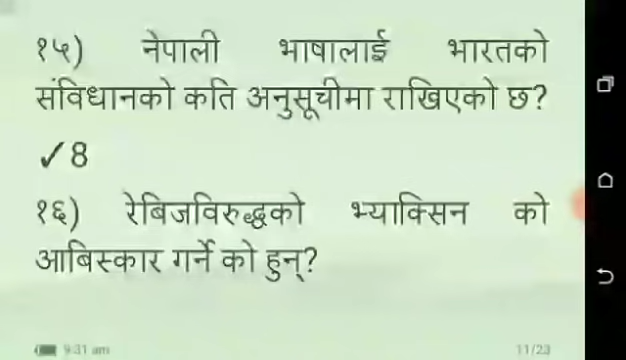 १५) नेपाली भाषालाई भारतको
संविधानको कति अनुसूचीमा राखिएको छ?
✓8
१६) रेबिजविरुद्धको भ्याक्सिन को
आबिस्कार गर्ने को हुन्?
9:31 am 11/23